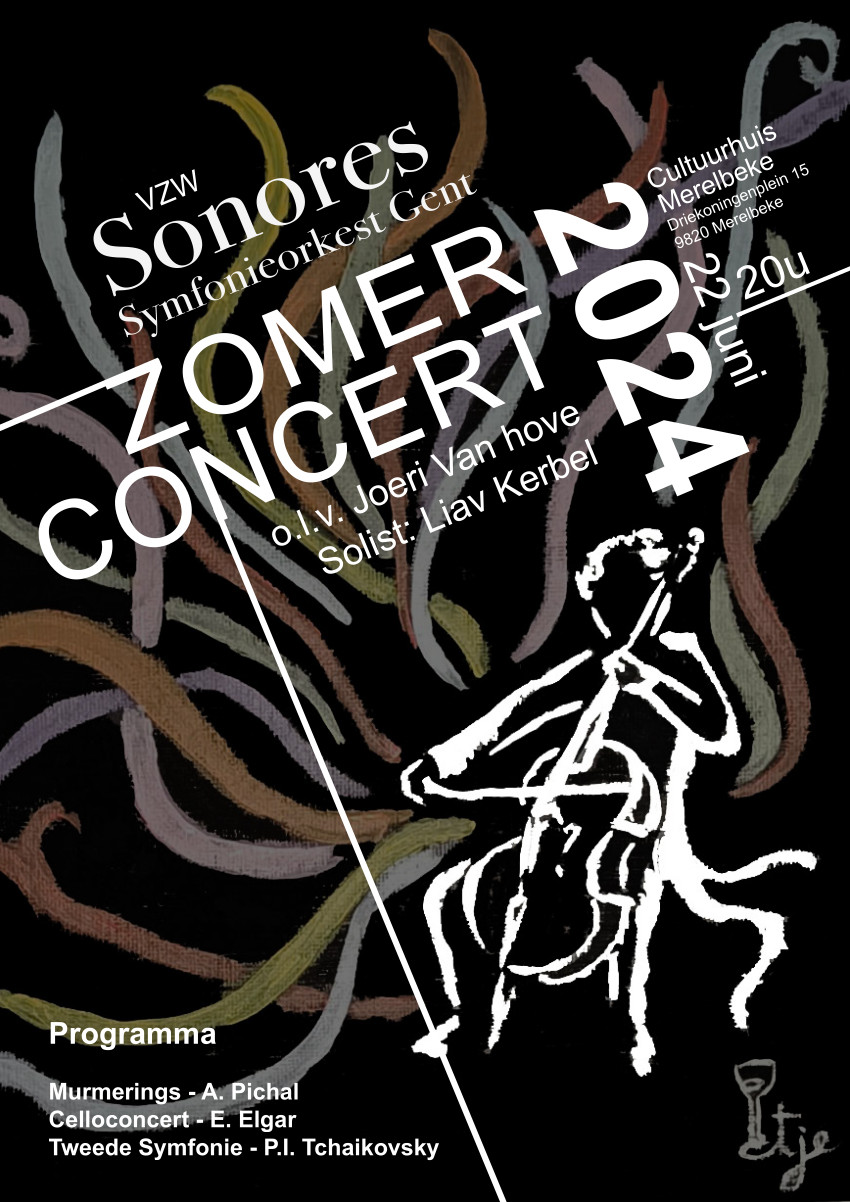 VZW
Sonores
Symfonieorkest Gent
ZOMER
CONCERT
2024
Cultuurhuis
Merelbeke
Driekoningenplein 15
9820 Merelbeke
22 juni
20u
o.l.v. Joeri Van hove
Solist: Liav Kerbel
Programma
Murmerings - A. Pichal
Celloconcert - E. Elgar
Tweede Symfonie - P.I. Tchaikovsky